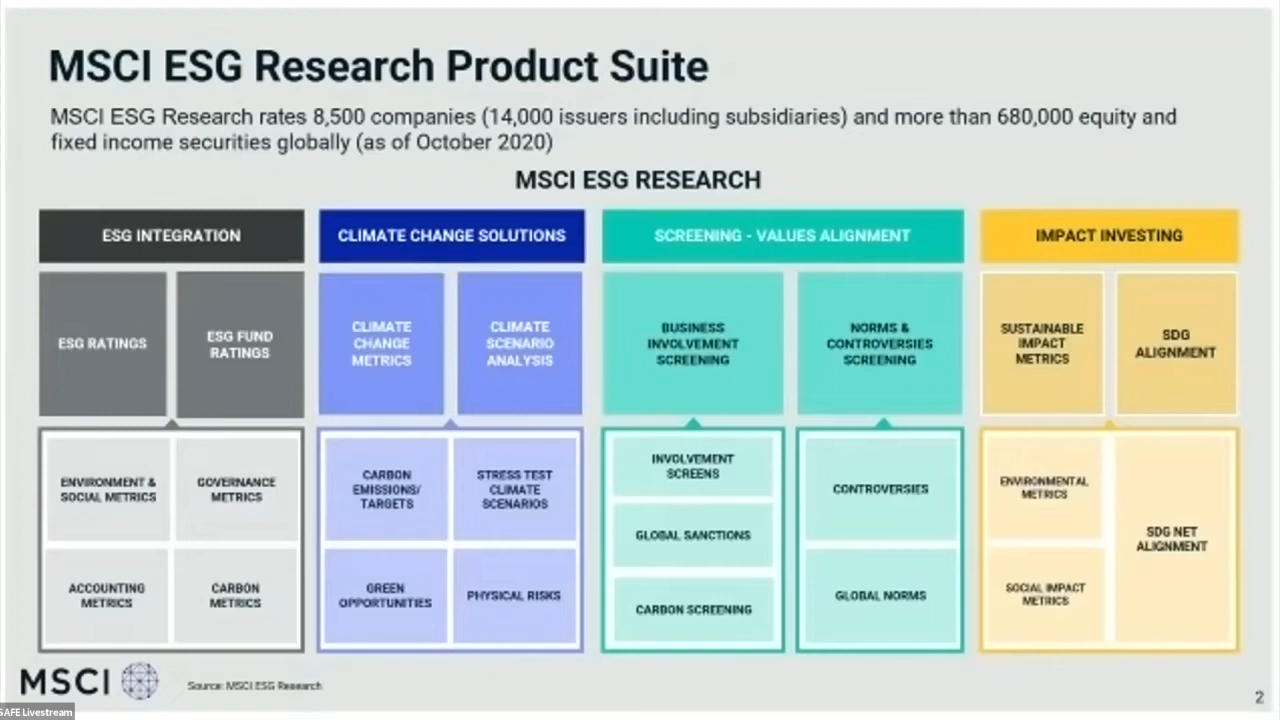 MSCI ESG Research Product Suite
MSCI ESG Research rates 8,500 companies (14,000 issuers including subsidiaries) and more than 680,000 equity and
fixed income securities globally (as of October 2020)
MSCI ESG RESEARCH
ESG INTEGRATION
ESG RATINGS
ESG FUND
RATINGS
ENVIRONMENT &
SOCIAL METRICS
GOVERNANCE
METRICS
ACCOUNTING
METRICS
CARBON
METRICS
CLIMATE CHANGE SOLUTIONS
CLIMATE
CHANGE
METRICS
CLIMATE
SCENARIO
ANALYSIS
CARBON
EMISSIONS/
TARGETS
STRESS TEST
CLIMATE
SCENARIOS
GREEN
OPPORTUNITIES
PHYSICAL RISKS
SCREENING - VALUES ALIGNMENT
BUSINESS
INVOLVEMENT
SCREENING
NORMS &
CONTROVERSIES
SCREENING
INVOLVEMENT
SCREENS
GLOBAL SANCTIONS
CARBON SCREENING
CONTROVERSIES
GLOBAL NORMS
IMPACT INVESTING
SUSTAINABLE
IMPACT
METRICS
SDG
ALIGNMENT
ENVIRONMENTAL
METRICS
SOCIAL IMPACT
METRICS
SDG NET
ALIGNMENT
MSCI
Source: MSCI ESG Research
2
SAFE Livestream